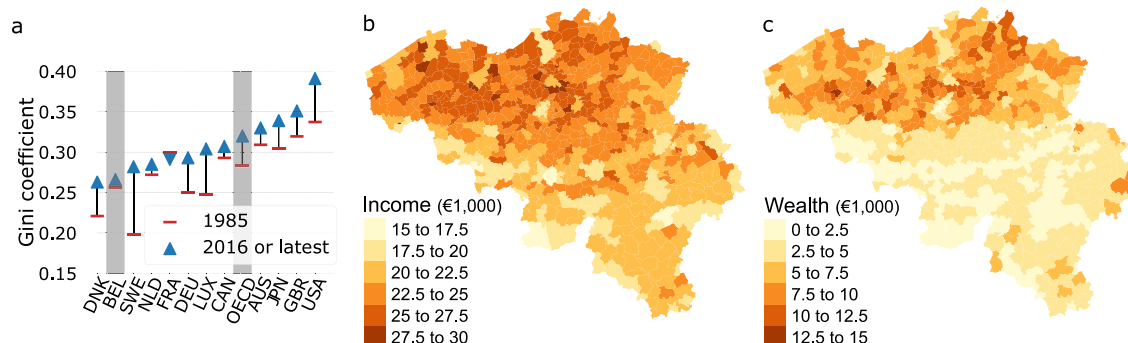 a
Gini coefficient
0.40
0.35
0.30
0.25
0.20
0.15
1985
2016 or latest
DNK
BEL
SWE
NLD
FRA
DEU
LUX
CAN
OECD
AUS
JPN
GBR
USA
b
Income (€1,000)
15 to 17.5
17.5 to 20
20 to 22.5
22.5 to 25
25 to 27.5
27.5 to 30
c
Wealth (€1,000)
0 to 2.5
2.5 to 5
5 to 7.5
7.5 to 10
10 to 12.5
12.5 to 15